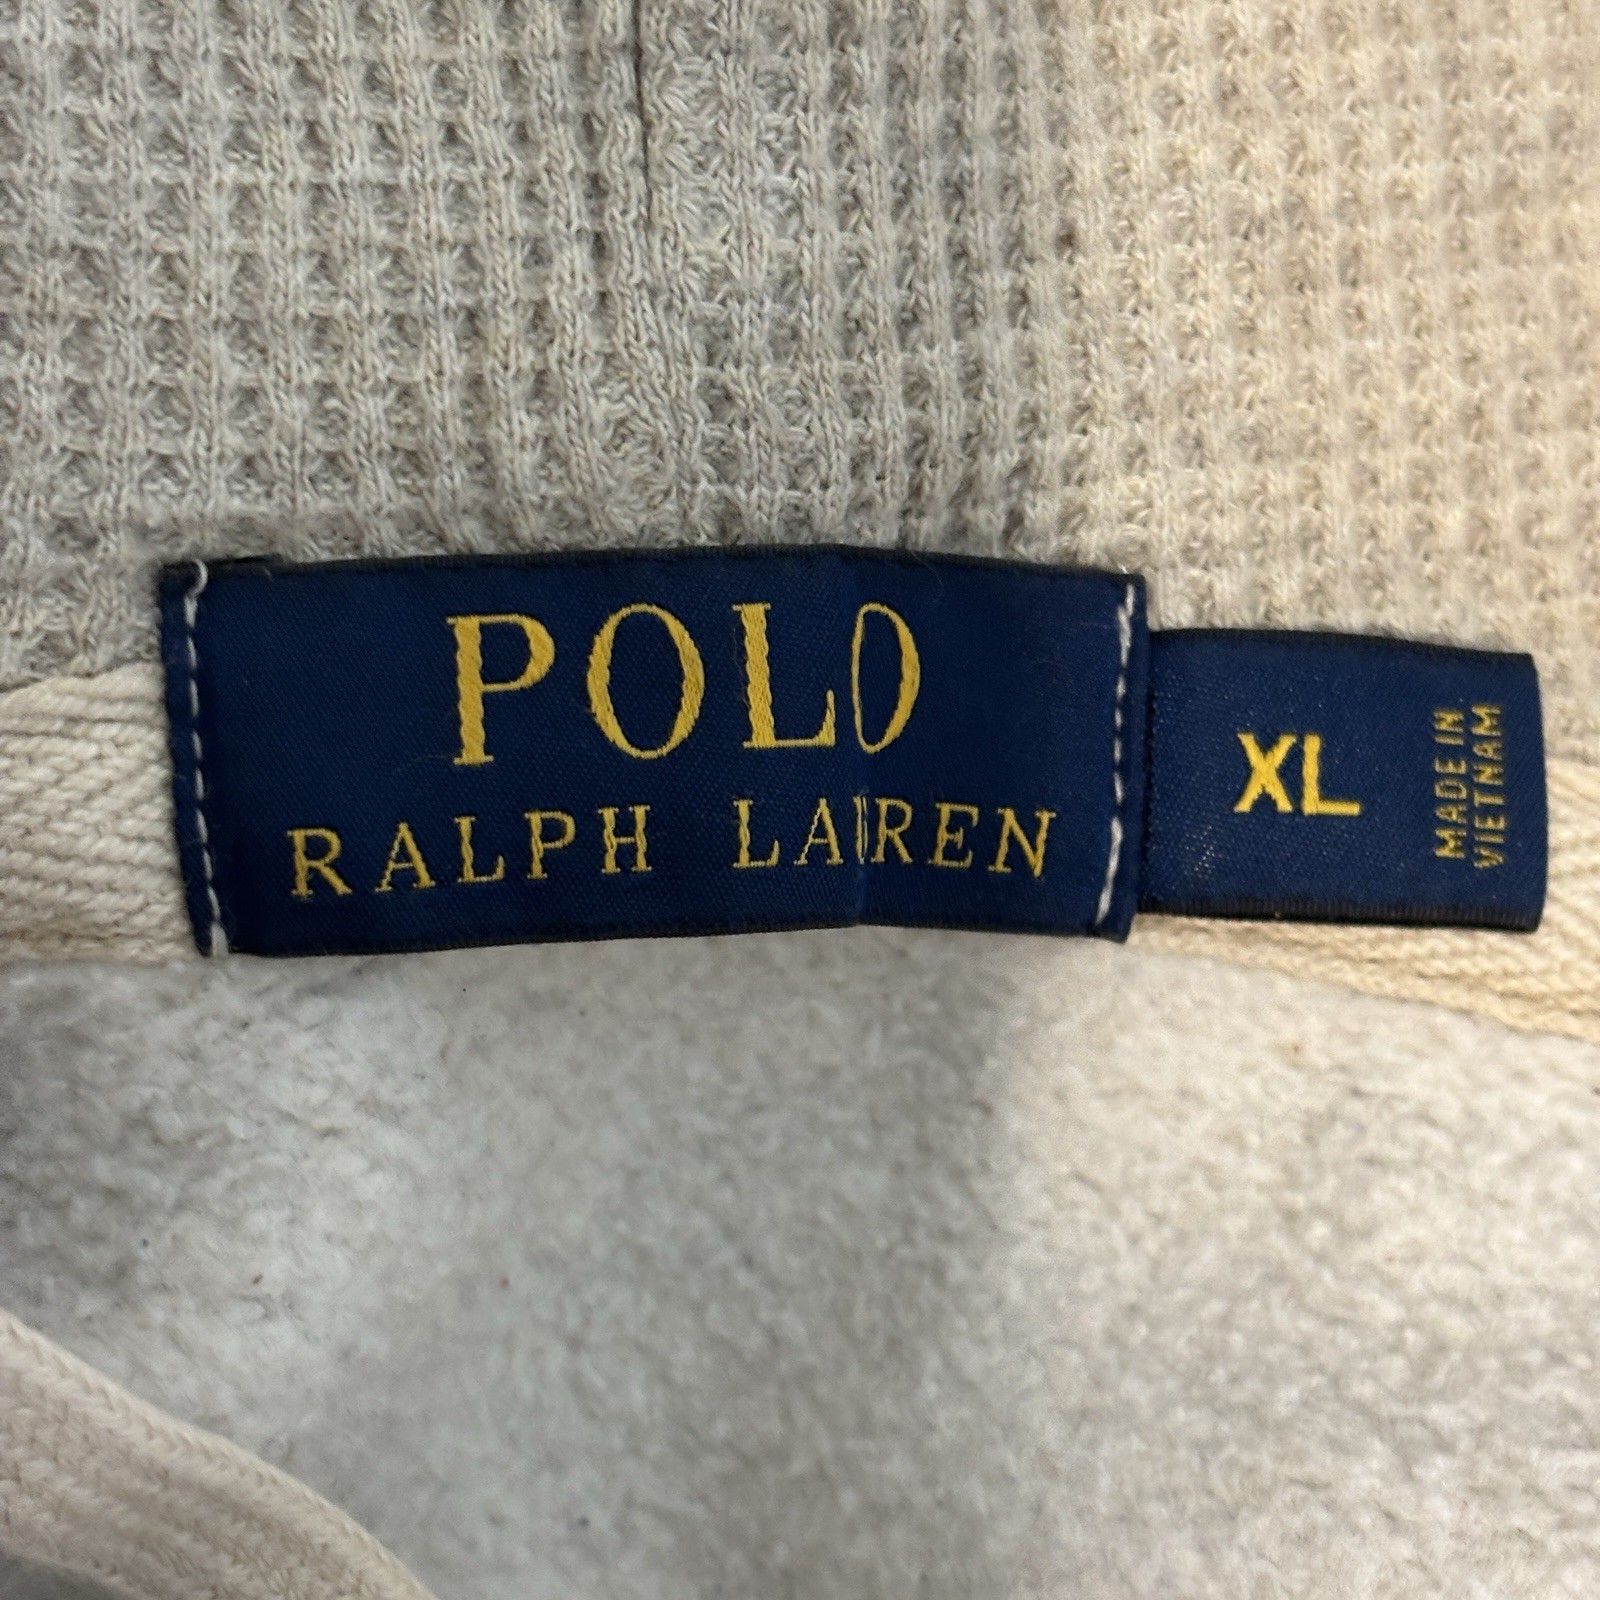 POLO
RALPH LAUREN
XL
MADE IN
VIETNAM